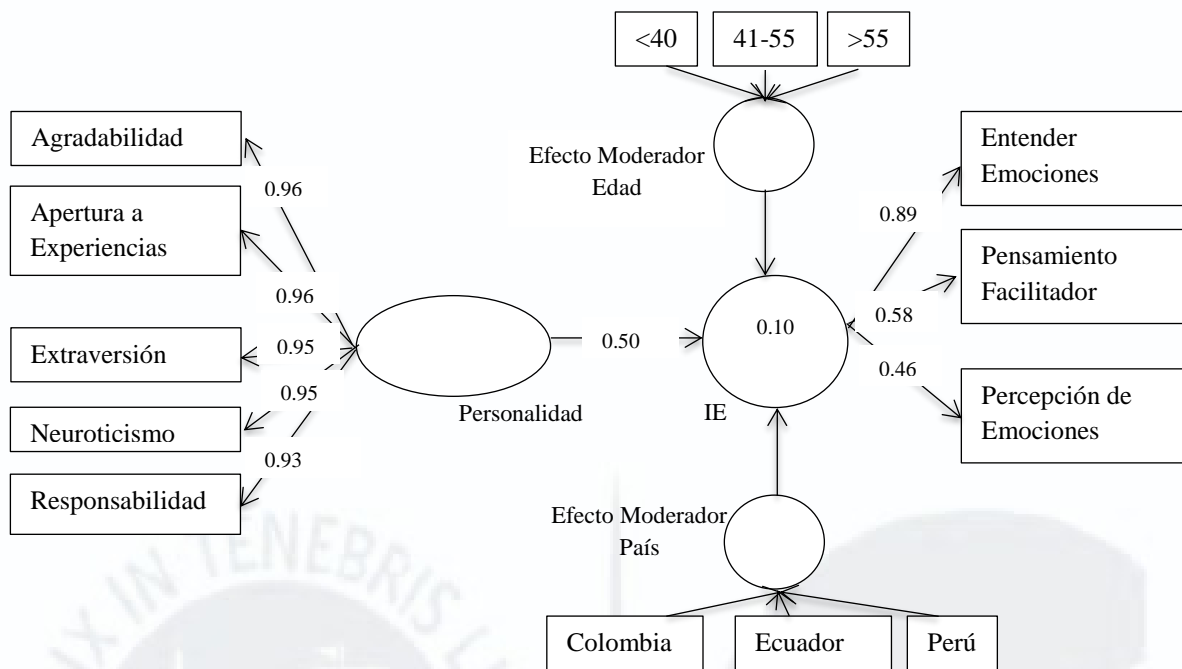 <40
41-55
>55
Agradabilidad
Efecto Moderador
Edad
Entender
Emociones
0.96
Apertura a
Experiencias
0.89
Pensamiento
Facilitador
0.96
0.10
0.58
Extraversión
0.95
0.50
0.46
0.95
Personalidad
IE
Percepción de
Emociones
Neuroticismo
0.93
Responsabilidad
Efecto Moderador
País
X IN TENEBRIS L
Colombia
Ecuador
Perú